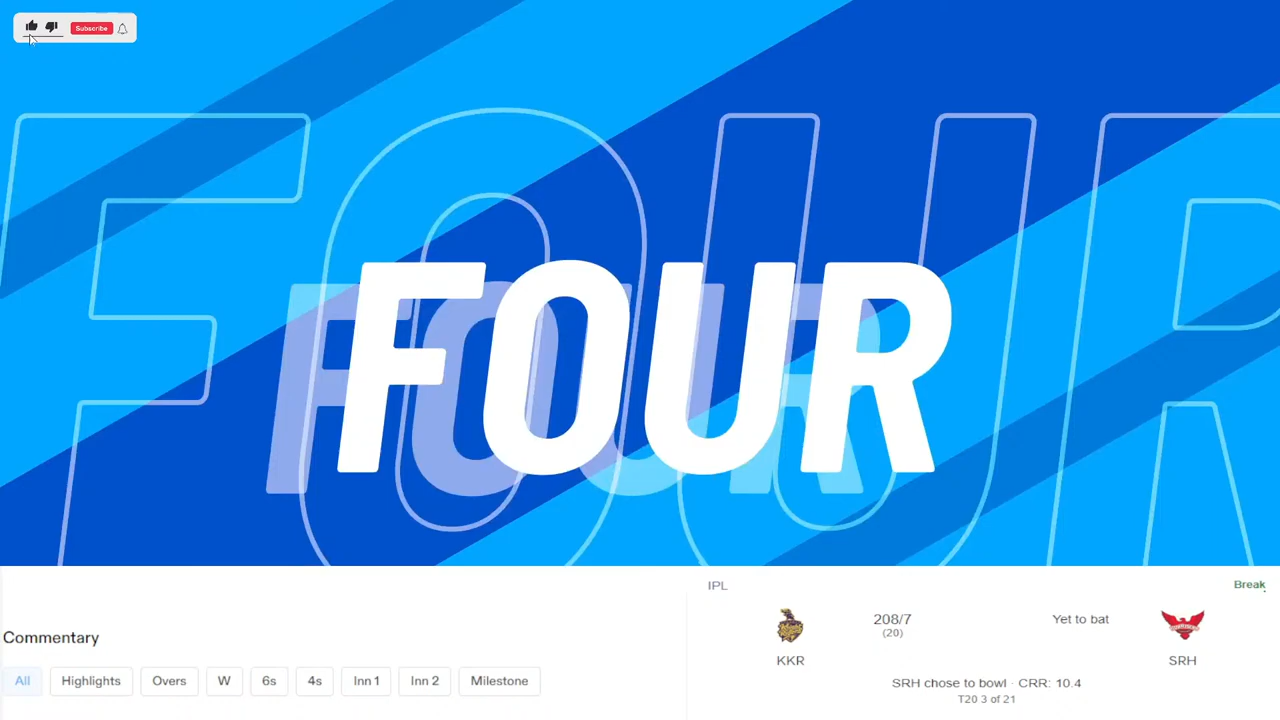 Subscribe
FOUR
IPL
Break
208/7
(20)
Yet to bat
KKR
SRH
SRH chose to bowl · CRR: 10.4
T20 3 of 21
Commentary
All
Highlights
Overs
W
6s
4s
Inn 1
Inn 2
Milestone